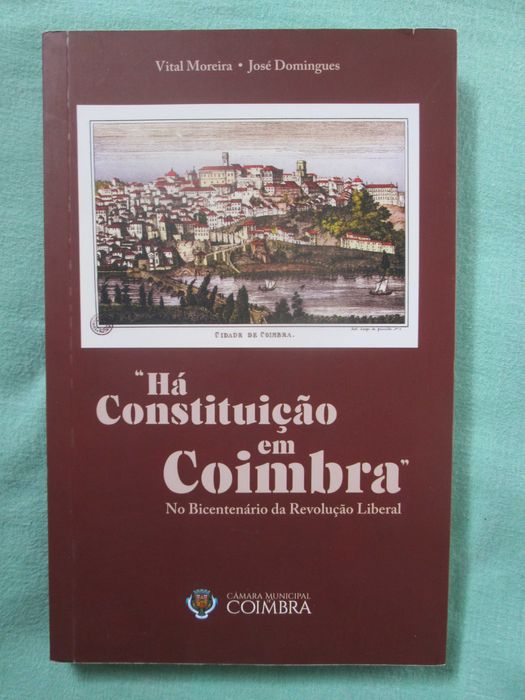 Vital Moreira • José Domingues
CIDADE DE COIMBRA.
“Há
Constituição
em
Coimbra”
No Bicentenário da Revolução Liberal
CÂMARA MUNICIPAL
COIMBRA